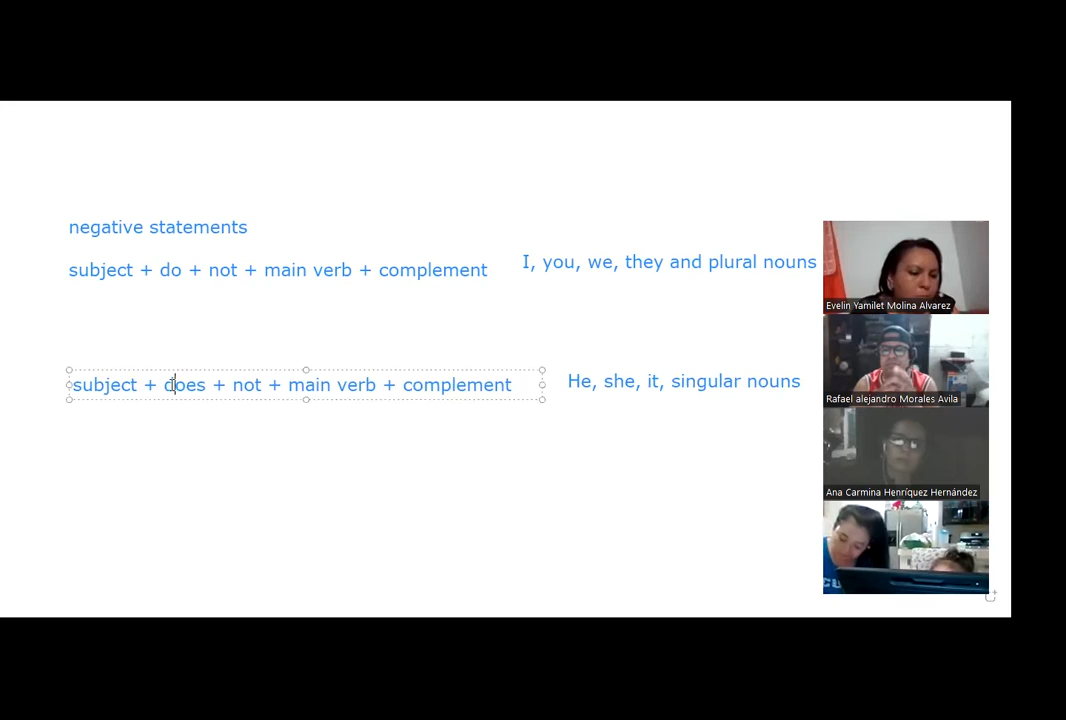 negative statements
subject + do + not + main verb + complement
I, you, we, they and plural nouns
subject + does + not + main verb + complement
He, she, it, singular nouns
Evelin Yamilet Molina Alvarez
Rafael alejandro Morales Avila
Ana Carmina Henríquez Hernández